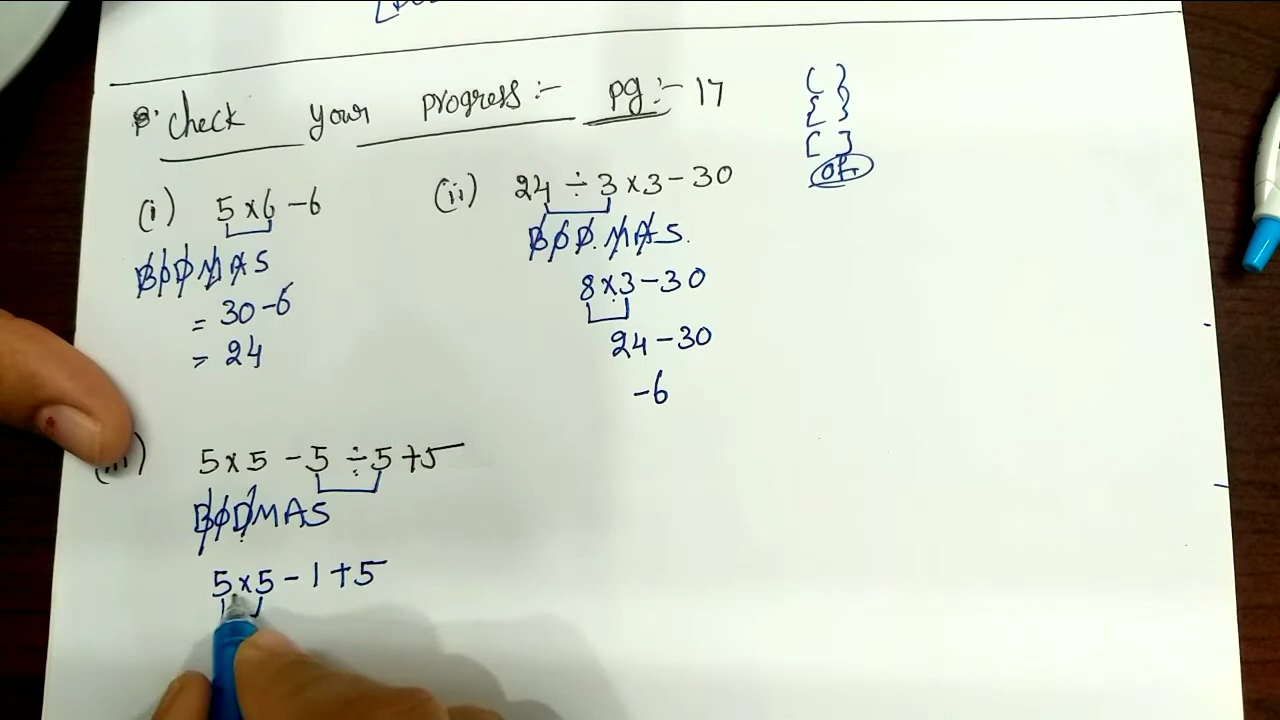 check your progress :- pg :- 17
( }
{ }
[ ]
of
(i) 5 × 6 - 6
BODMAS
= 30 - 6
= 24
(ii) 24 ÷ 3 × 3 - 30
BODMAS.
8 × 3 - 30
24 - 30
-6
5 × 5 - 5 ÷ 5 + 5
BODMAS
5 × 5 - 1 + 5